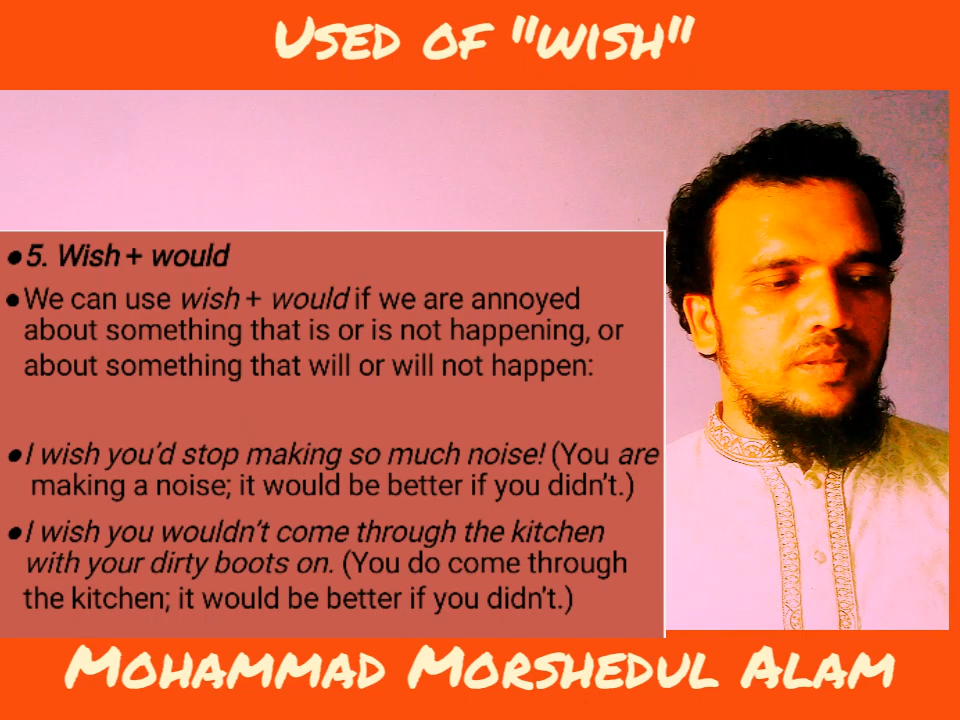 Used of "wish"
●5. Wish + would
●We can use wish + would if we are annoyed
about something that is or is not happening, or
about something that will or will not happen:
●I wish you'd stop making so much noise! (You are
making a noise; it would be better if you didn't.)
●I wish you wouldn't come through the kitchen
with your dirty boots on. (You do come through
the kitchen; it would be better if you didn't.)
Mohammad Morshedul Alam